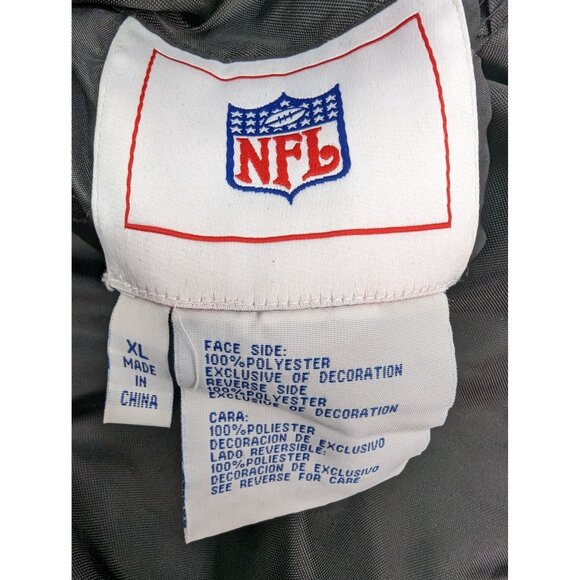 NFL
XL
MADE
IN
CHINA
FACE SIDE:
100%POLYESTER
EXCLUSIVE OF DECORATION
REVERSE SIDE
100%POLYESTER
EXCLUSIVE OF DECORATION
CARA:
100%POLIESTER
DECORACION DE EXCLUSIVO
LADO REVERSIBLE:
100%POLIESTER
DECORACION DE EXCLUSIVO
SEE REVERSE FOR CARE